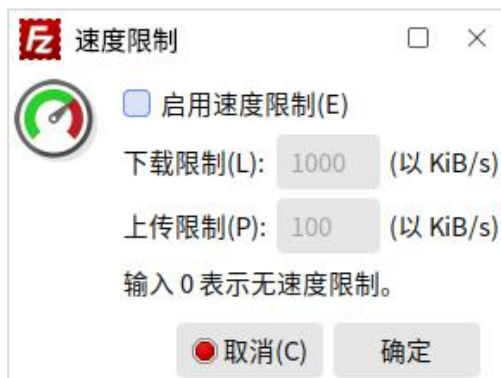 Fz 速度限制
启用速度限制(E)
下载限制(L): 1000 (以 KiB/s)
上传限制(P): 100 (以 KiB/s)
输入 0 表示无速度限制。
取消(C) 确定